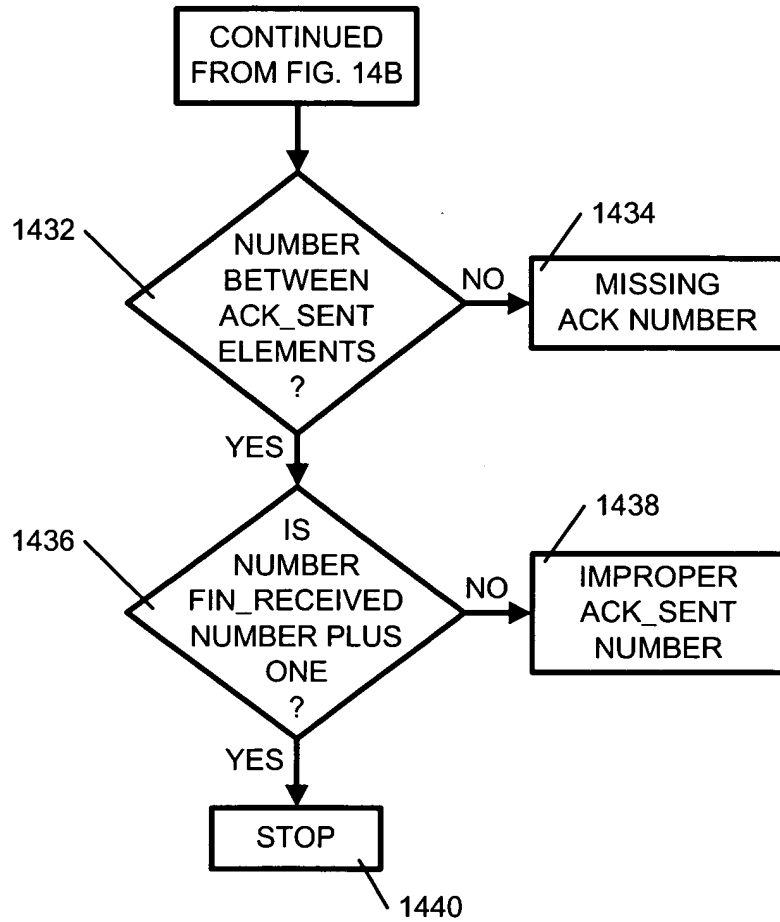 CONTINUED
FROM FIG. 14B
1432
NUMBER
BETWEEN
ACK_SENT
ELEMENTS
?
NO
1434
MISSING
ACK NUMBER
YES
1436
IS
NUMBER
FIN_RECEIVED
NUMBER PLUS
ONE
?
NO
1438
IMPROPER
ACK_SENT
NUMBER
YES
STOP
1440